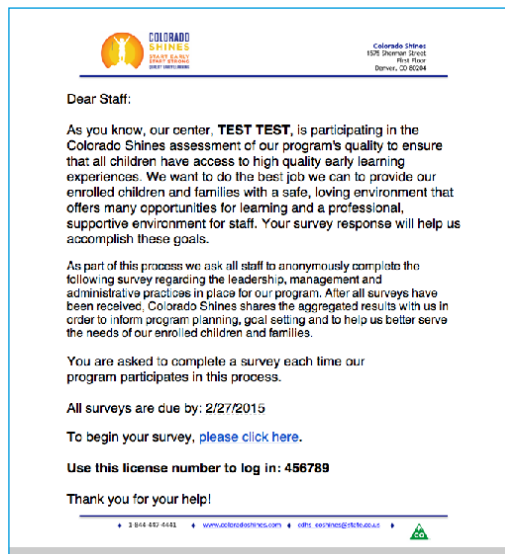 COLORADO
SHINES
START EARLY
START STRONG
Colorado Shines
1575 Sherman Street
First Floor
Denver, CO 80204
Dear Staff:
As you know, our center, TEST TEST, is participating in the
Colorado Shines assessment of our program's quality to ensure
that all children have access to high quality early learning
experiences. We want to do the best job we can to provide our
enrolled children and families with a safe, loving environment that
offers many opportunities for learning and a professional,
supportive environment for staff. Your survey response will help us
accomplish these goals.
As part of this process we ask all staff to anonymously complete the
following survey regarding the leadership, management and
administrative practices in place for our program. After all surveys have
been received, Colorado Shines shares the aggregated results with us in
order to inform program planning, goal setting and to help us better serve
the needs of our enrolled children and families.
You are asked to complete a survey each time our
program participates in this process.
All surveys are due by: 2/27/2015
To begin your survey, please click here.
Use this license number to log in: 456789
Thank you for your help!
www.coloradoshines.com
CO